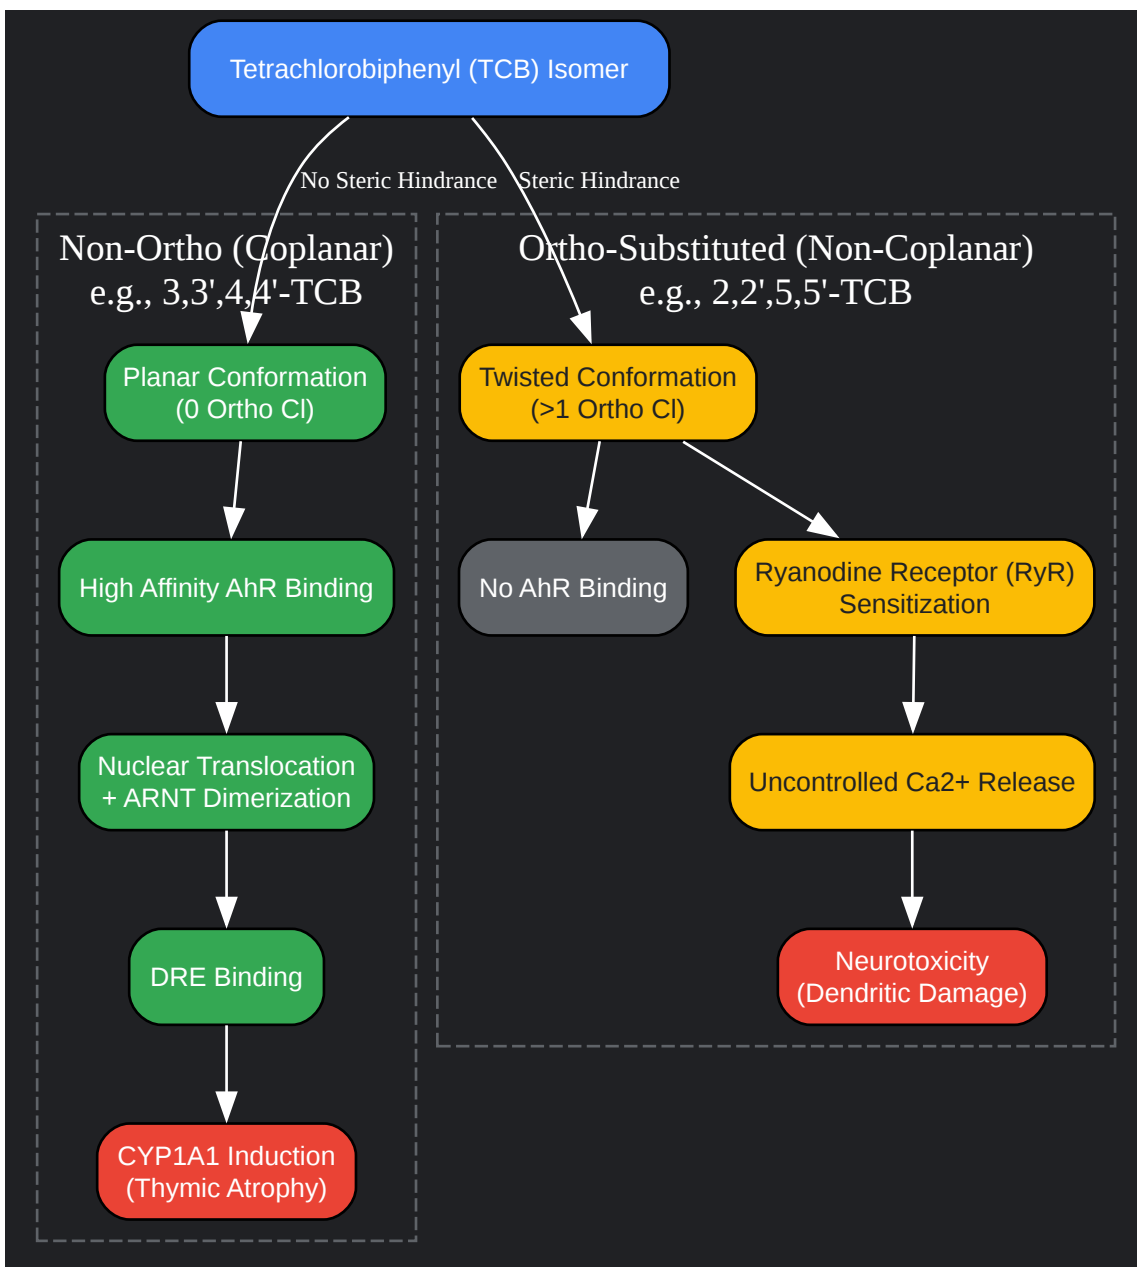 Tetrachlorobiphenyl (TCB) Isomer
No Steric Hindrance
Steric Hindrance
Non-Ortho (Coplanar)
e.g., 3,3',4,4'-TCB
Planar Conformation
(0 Ortho Cl)
High Affinity AhR Binding
Nuclear Translocation
+ ARNT Dimerization
DRE Binding
CYP1A1 Induction
(Thymic Atrophy)
Ortho-Substituted (Non-Coplanar)
e.g., 2,2',5,5'-TCB
Twisted Conformation
(>1 Ortho Cl)
No AhR Binding
Ryanodine Receptor (RyR)
Sensitization
Uncontrolled Ca2+ Release
Neurotoxicity
(Dendritic Damage)